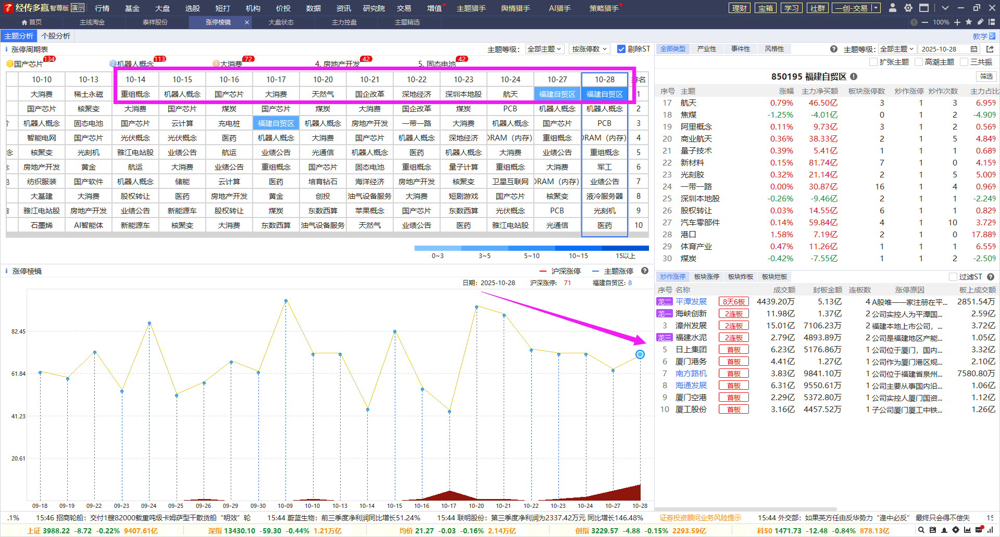 经传多赢 智尊版 演示 行情 基金 大盘 选股 短打 机构 价投 数据 资讯 研究院 交易 增值 主题猎手 舆情猎手 AI猎手 策略猎手 理财 宝箱 学习 社群 一创-交易
首页 主线淘金 泰祥股份 涨停棱镜 × 大盘状态 主力控盘 主题精选 100%
主题分析 个股分析 教学
涨停周期表 主题等级: 全部主题 按涨停数 剔除ST
1 国产芯片 134 2 机器人概念 113 3 大消费 72 4. 房地产开发 42 5. 固态电池 42
10-10 10-13 10-14 10-15 10-16 10-17 10-20 10-21 10-22 10-23 10-24 10-27 10-28 排名
大消费 稀土永磁 重组概念 机器人概念 国产芯片 大消费 天然气 国企改革 深地经济 深圳本地股 航天 福建自贸区 福建自贸区 1
国产芯片 核聚变 大消费 国产芯片 煤炭 国产芯片 煤炭 大消费 国企改革 煤炭 PCB 机器人概念 机器人概念 2
机器人概念 固态电池 国产芯片 云计算 充电桩 福建自贸区 机器人概念 房地产开发 一带一路 大消费 机器人概念 国产芯片 PCB 3
智能电网 国产芯片 光伏概念 光伏概念 医药 机器人概念 大消费 国产芯片 机器人概念 深地经济 DRAM（内存） 重组概念 DRAM（内存） 4
念 核聚变 光刻机 雅江电站股 业绩公告 航运 业绩公告 光通信 机器人概念 医药 机器人概念 大消费 业绩公告 重组概念 5
房地产开发 黄金 航运 大消费 业绩公告 重组概念 国产芯片 固态电池 重组概念 量子计算 重组概念 大消费 军工 6
池 纺织服装 国产软件 机器人概念 储能 云计算 医药 培育钻石 海洋经济 房地产开发 核聚变 卫星互联网 DRAM（内存） 业绩公告 7
大基建 大消费 股权转让 医药 房地产开发 黄金 创投 油气设备服务 大消费 短剧游戏 国产芯片 核聚变 液冷服务器 8
告 雅江电站股 房地产开发 业绩公告 新能源车 股权转让 煤炭 东数西算 苹果概念 国产芯片 东数西算 光伏概念 PCB 光刻机 9
石墨烯 AI智能体 新能源车 核聚变 大消费 东数西算 油气设备服务 天然气 业绩公告 医药 雅江电站股 光通信 医药 10
0~3 3~5 5~10 10~15 15以上
涨停棱镜 沪深涨停 主题涨停
日期: 2025-10-28 沪深涨停: 71 福建自贸区: 8
82.45
61.84
41.23
20.61
09-18 09-19 09-22 09-23 09-24 09-25 09-26 09-29 09-30 10-09 10-10 10-13 10-14 10-15 10-16 10-17 10-20 10-21 10-22 10-23 10-24 10-27 10-28
全部类型 产业性 事件性 风格性 主题等级: 全部主题 2025-10-28
扩张主题 高潮主题 三共振
850195 福建自贸区 筛选
序号 主题 涨幅 主力净买额 板块涨停数 炒作涨停 炒作次数 主力占比
17 航天 0.79% 46.50亿 3 1 3 6.95%
18 焦煤 -1.25% -4.01亿 0 1 2 -4.90%
19 阿里概念 0.11% 9.73亿 3 1 2 0.56%
20 商业航天 0.36% 38.33亿 2 1 5 4.84%
21 量子技术 0.39% 5.41亿 1 1 1 0.68%
22 新材料 0.15% 81.74亿 7 1 0 4.15%
23 光刻胶 0.32% 21.14亿 2 1 5 5.00%
24 一带一路 0.00% 30.87亿 16 1 4 0.96%
25 深圳本地股 -0.26% -9.46亿 2 1 1 -2.24%
26 股权转让 0.03% 14.55亿 6 1 1 0.82%
27 汽车零部件 0.14% 59.84亿 4 1 10 3.72%
28 港口 1.58% 7.19亿 2 1 0 17.88%
29 体育产业 0.47% 11.26亿 1 1 1 6.55%
30 煤炭 -0.42% -7.55亿 1 1 2 -2.50%
炒作涨停 板块涨停 板块炸板 板块烂板 过滤ST
序号 名称 成交额 封板金额 连板数 涨停原因 板上成交额
龙二 平潭发展 8天6板 4439.20万 5.13亿 4 A股唯一一家注册在平... 2851.54万
龙一 海峡创新 2连板 11.98亿 1.37亿 2 公司实控人为平潭国... 2.59亿
3 漳州发展 2连板 15.01亿 7106.23万 2 福建本地上市公司，... 3.72亿
龙三 福建水泥 2连板 2.79亿 4893.89万 2 公司是福建地区产能... 1.05亿
5 日上集团 首板 6.23亿 5176.86万 1 公司位于厦门，国内... 3.32亿
6 厦门港务 首板 4.41亿 1.27亿 1 公司作为厦门港区规... 2.10亿
7 南方路机 首板 3.83亿 9841.10万 1 公司位于福建省泉州... 7580.80万
8 海通发展 首板 6.31亿 9550.61万 1 公司主要从事国内沿... 1.06亿
9 厦门空港 首板 2.29亿 5372.80万 1 公司实控人厦门国资... 1.12亿
10 厦工股份 首板 3.16亿 4457.52万 1 子公司厦门厦工中铁... 1.26亿
.1% 15:46 招商轮船：交付1艘82000载重吨级卡姆萨型干散货船“明效”轮 15:44 蔚蓝生物：前三季度净利润同比增长51.24% 15:44 联明股份：第三季度净利润为2337.42万元 同比增长146.48% 证券投资顾问业务风险提示 15:44 外交部：如果英方任由反华势力“逢中必反” 最终只会得不偿失 15
上证 3988.22 -8.72 -0.22% 9407.61亿 深指 13430.10 -59.30 -0.44% 1.21万亿 均价 21.27 -0.03 -0.16% 2.14万亿 创指 3229.57 -4.88 -0.15% 2293.59亿 科50 1471.73 -12.48 -0.84% 878.13亿